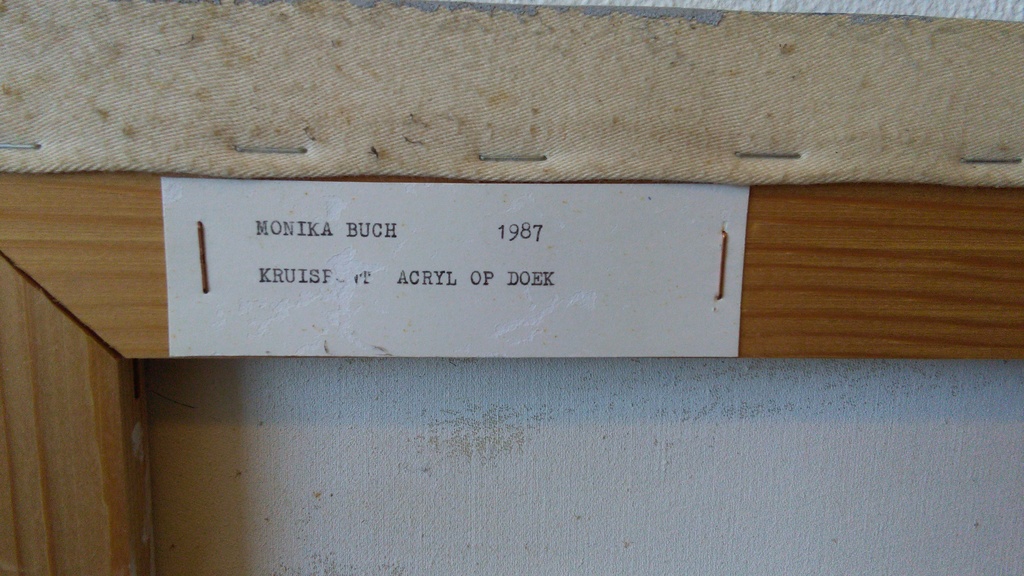 MONIKA BUCH 1987
ACRYL OP DOEK